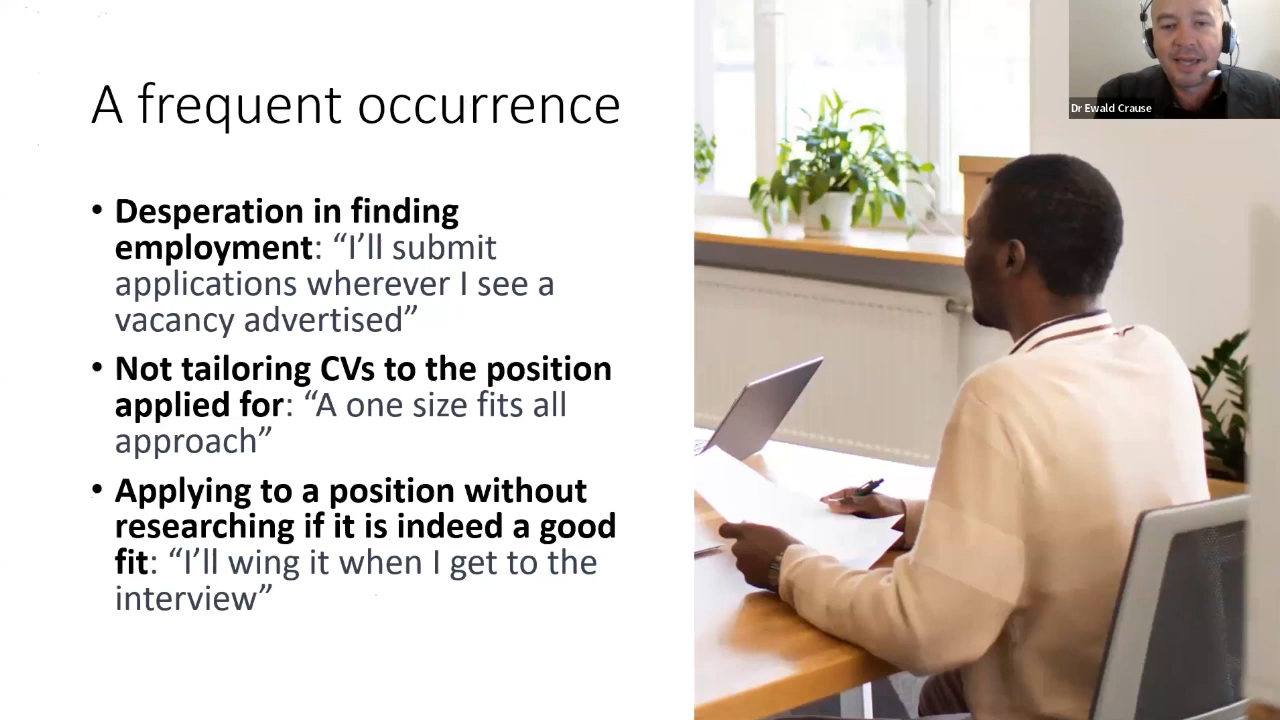 A frequent occurrence
• Desperation in finding
employment: “I’ll submit
applications wherever I see a
vacancy advertised”
• Not tailoring CVs to the position
applied for: “A one size fits all
approach”
• Applying to a position without
researching if it is indeed a good
fit: “I’ll wing it when I get to the
interview”
Dr Ewald Crause